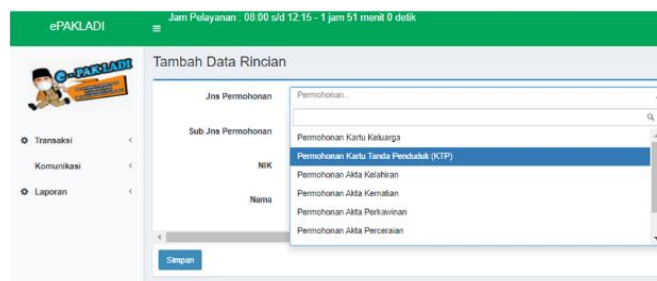 ePAKLADI
Jam Pelayanan : 08:00 s/d 12:15 - 1 jam 51 menit 0 detik
Tambah Data Rincian
Jns Permohonan
Permohonan...
Sub Jns Permohonan
NIK
Nama
Permohonan Kartu Keluarga
Permohonan Kartu Tanda Penduduk (KTP)
Permohonan Akta Kelahiran
Permohonan Akta Kematian
Permohonan Akta Perkawinan
Permohonan Akta Perceraian
Simpan
E-PAK LADI
Transaksi
Komunikasi
Laporan